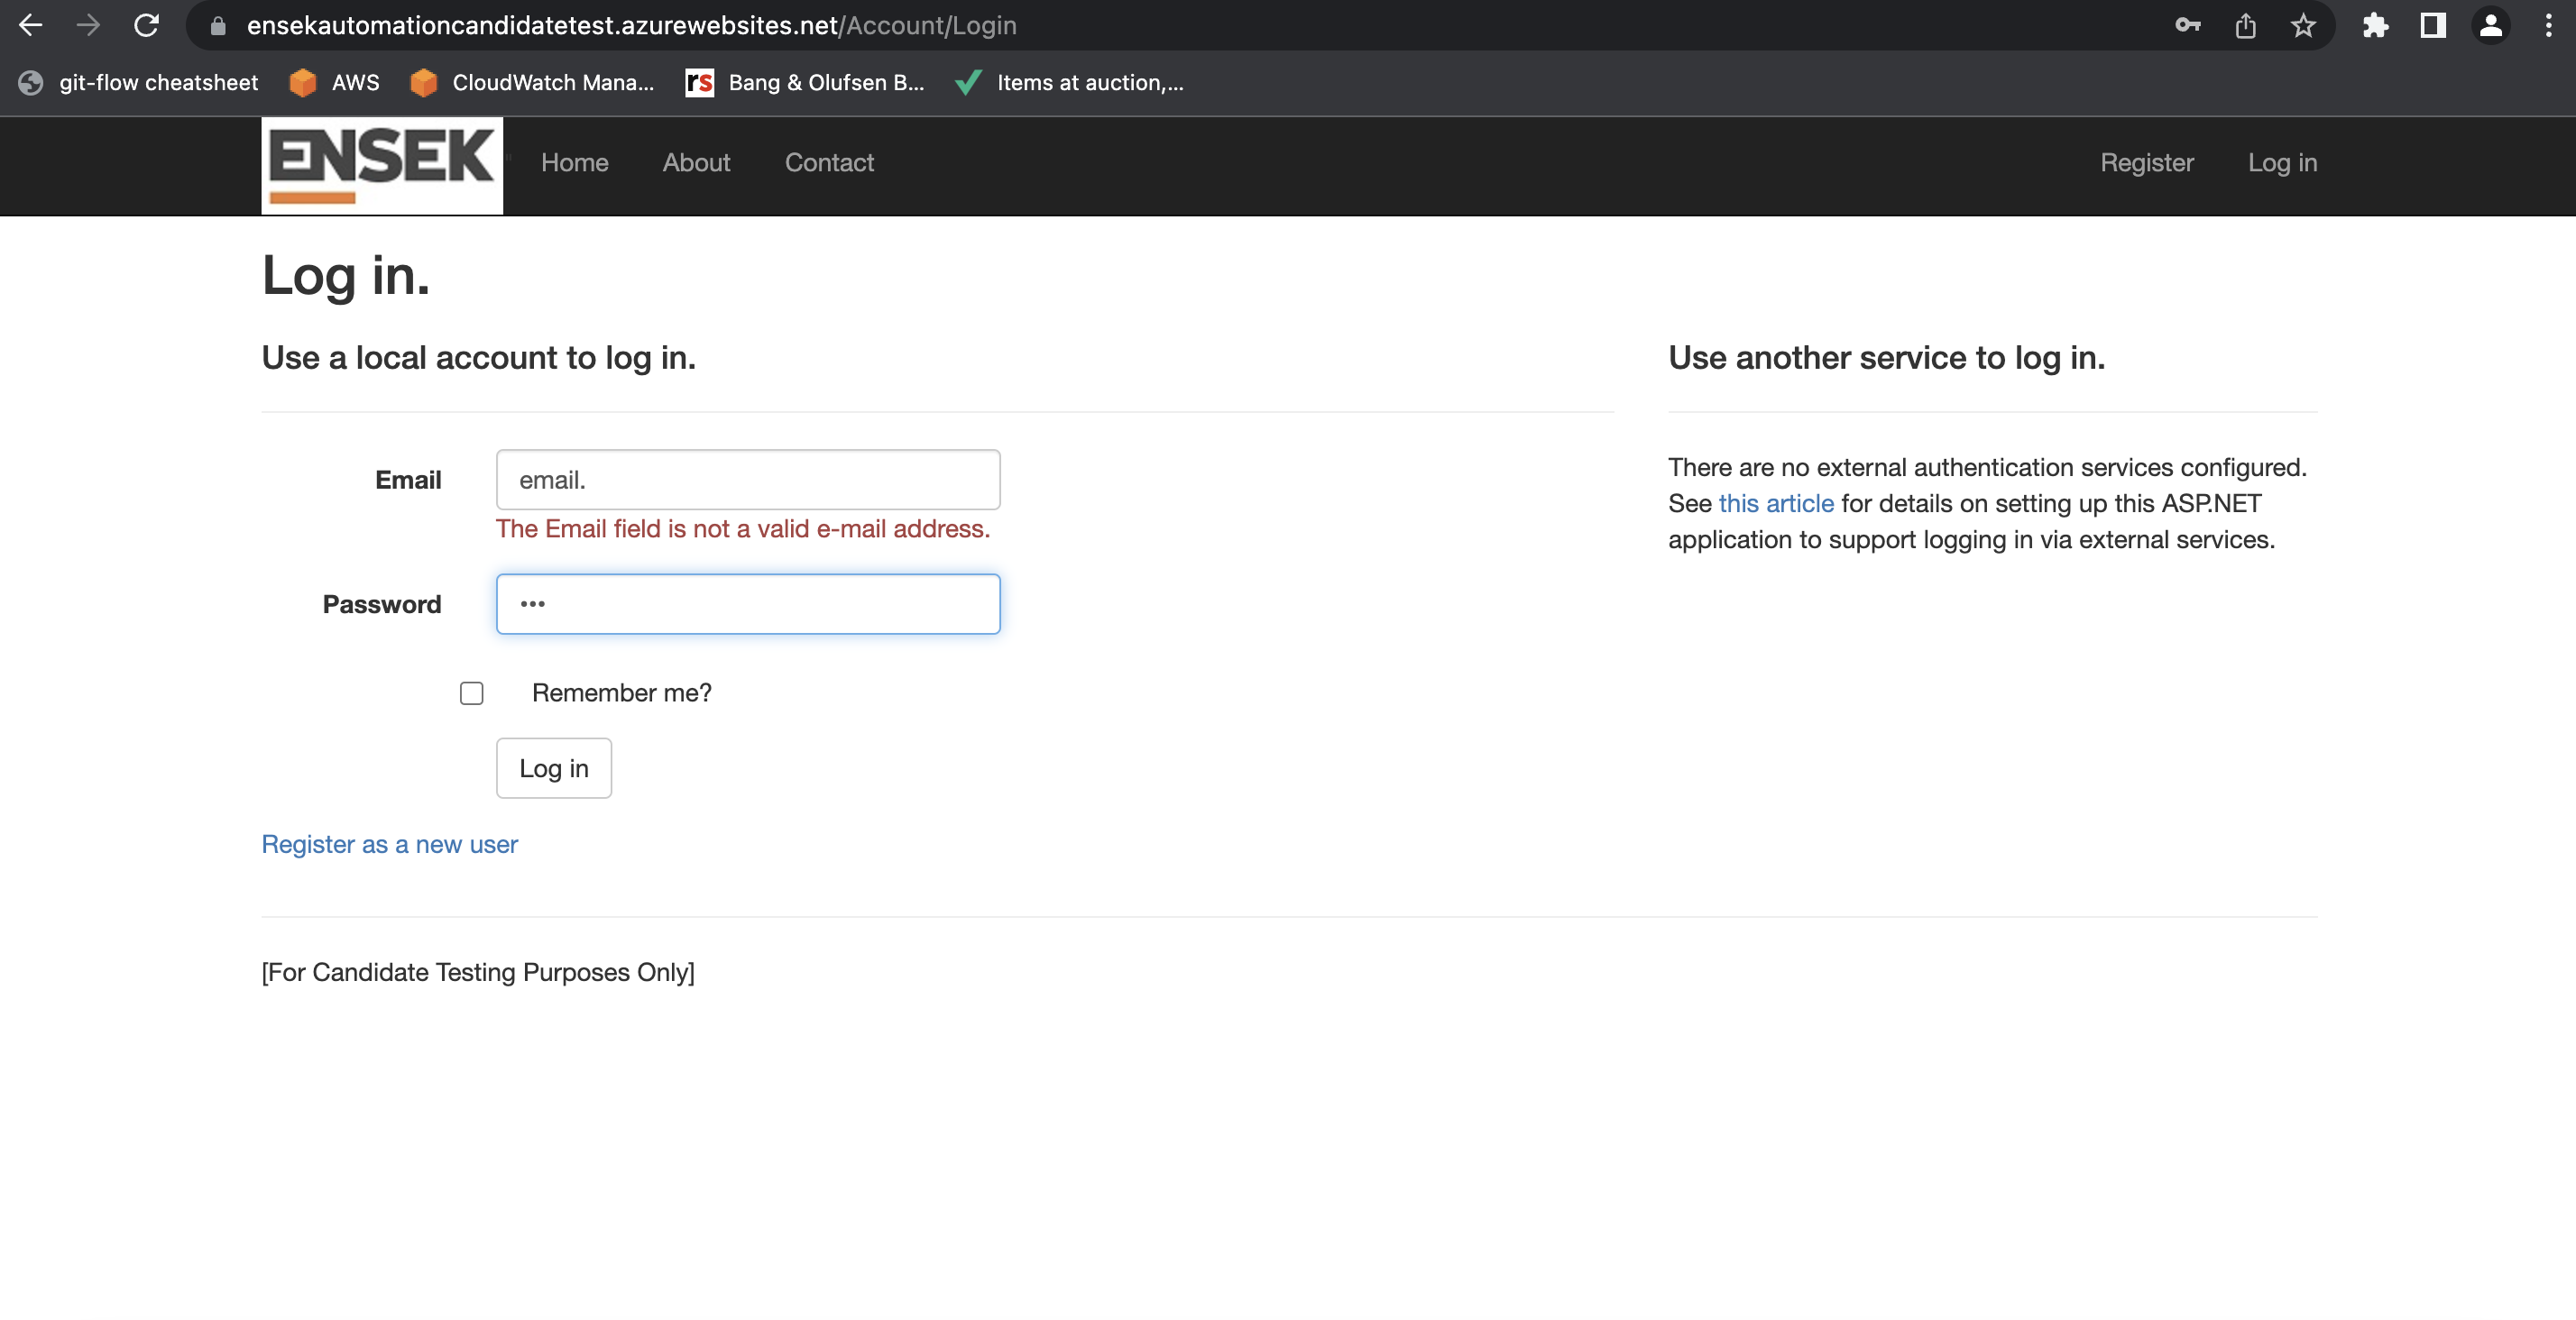 ensekautomationcandidatetest.azurewebsites.net/Account/Login
git-flow cheatsheet AWS CloudWatch Mana... rs Bang & Olufsen B... Items at auction,...
ENSEK " Home About Contact Register Log in
Log in.
Use a local account to log in.
Email email.
The Email field is not a valid e-mail address.
Password •••
Remember me?
Log in
Register as a new user
Use another service to log in.
There are no external authentication services configured.
See this article for details on setting up this ASP.NET
application to support logging in via external services.
[For Candidate Testing Purposes Only]